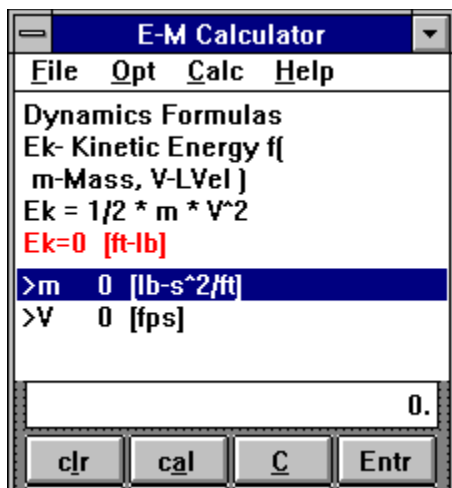 E-M Calculator
File Opt Calc Help
Dynamics Formulas
Ek- Kinetic Energy f(
m-Mass, V-LVel )
Ek = 1/2 * m * V^2
Ek=0 [ft-lb]
>m 0 [lb-s^2/ft]
>V 0 [fps]
0.
clr cal C Entr